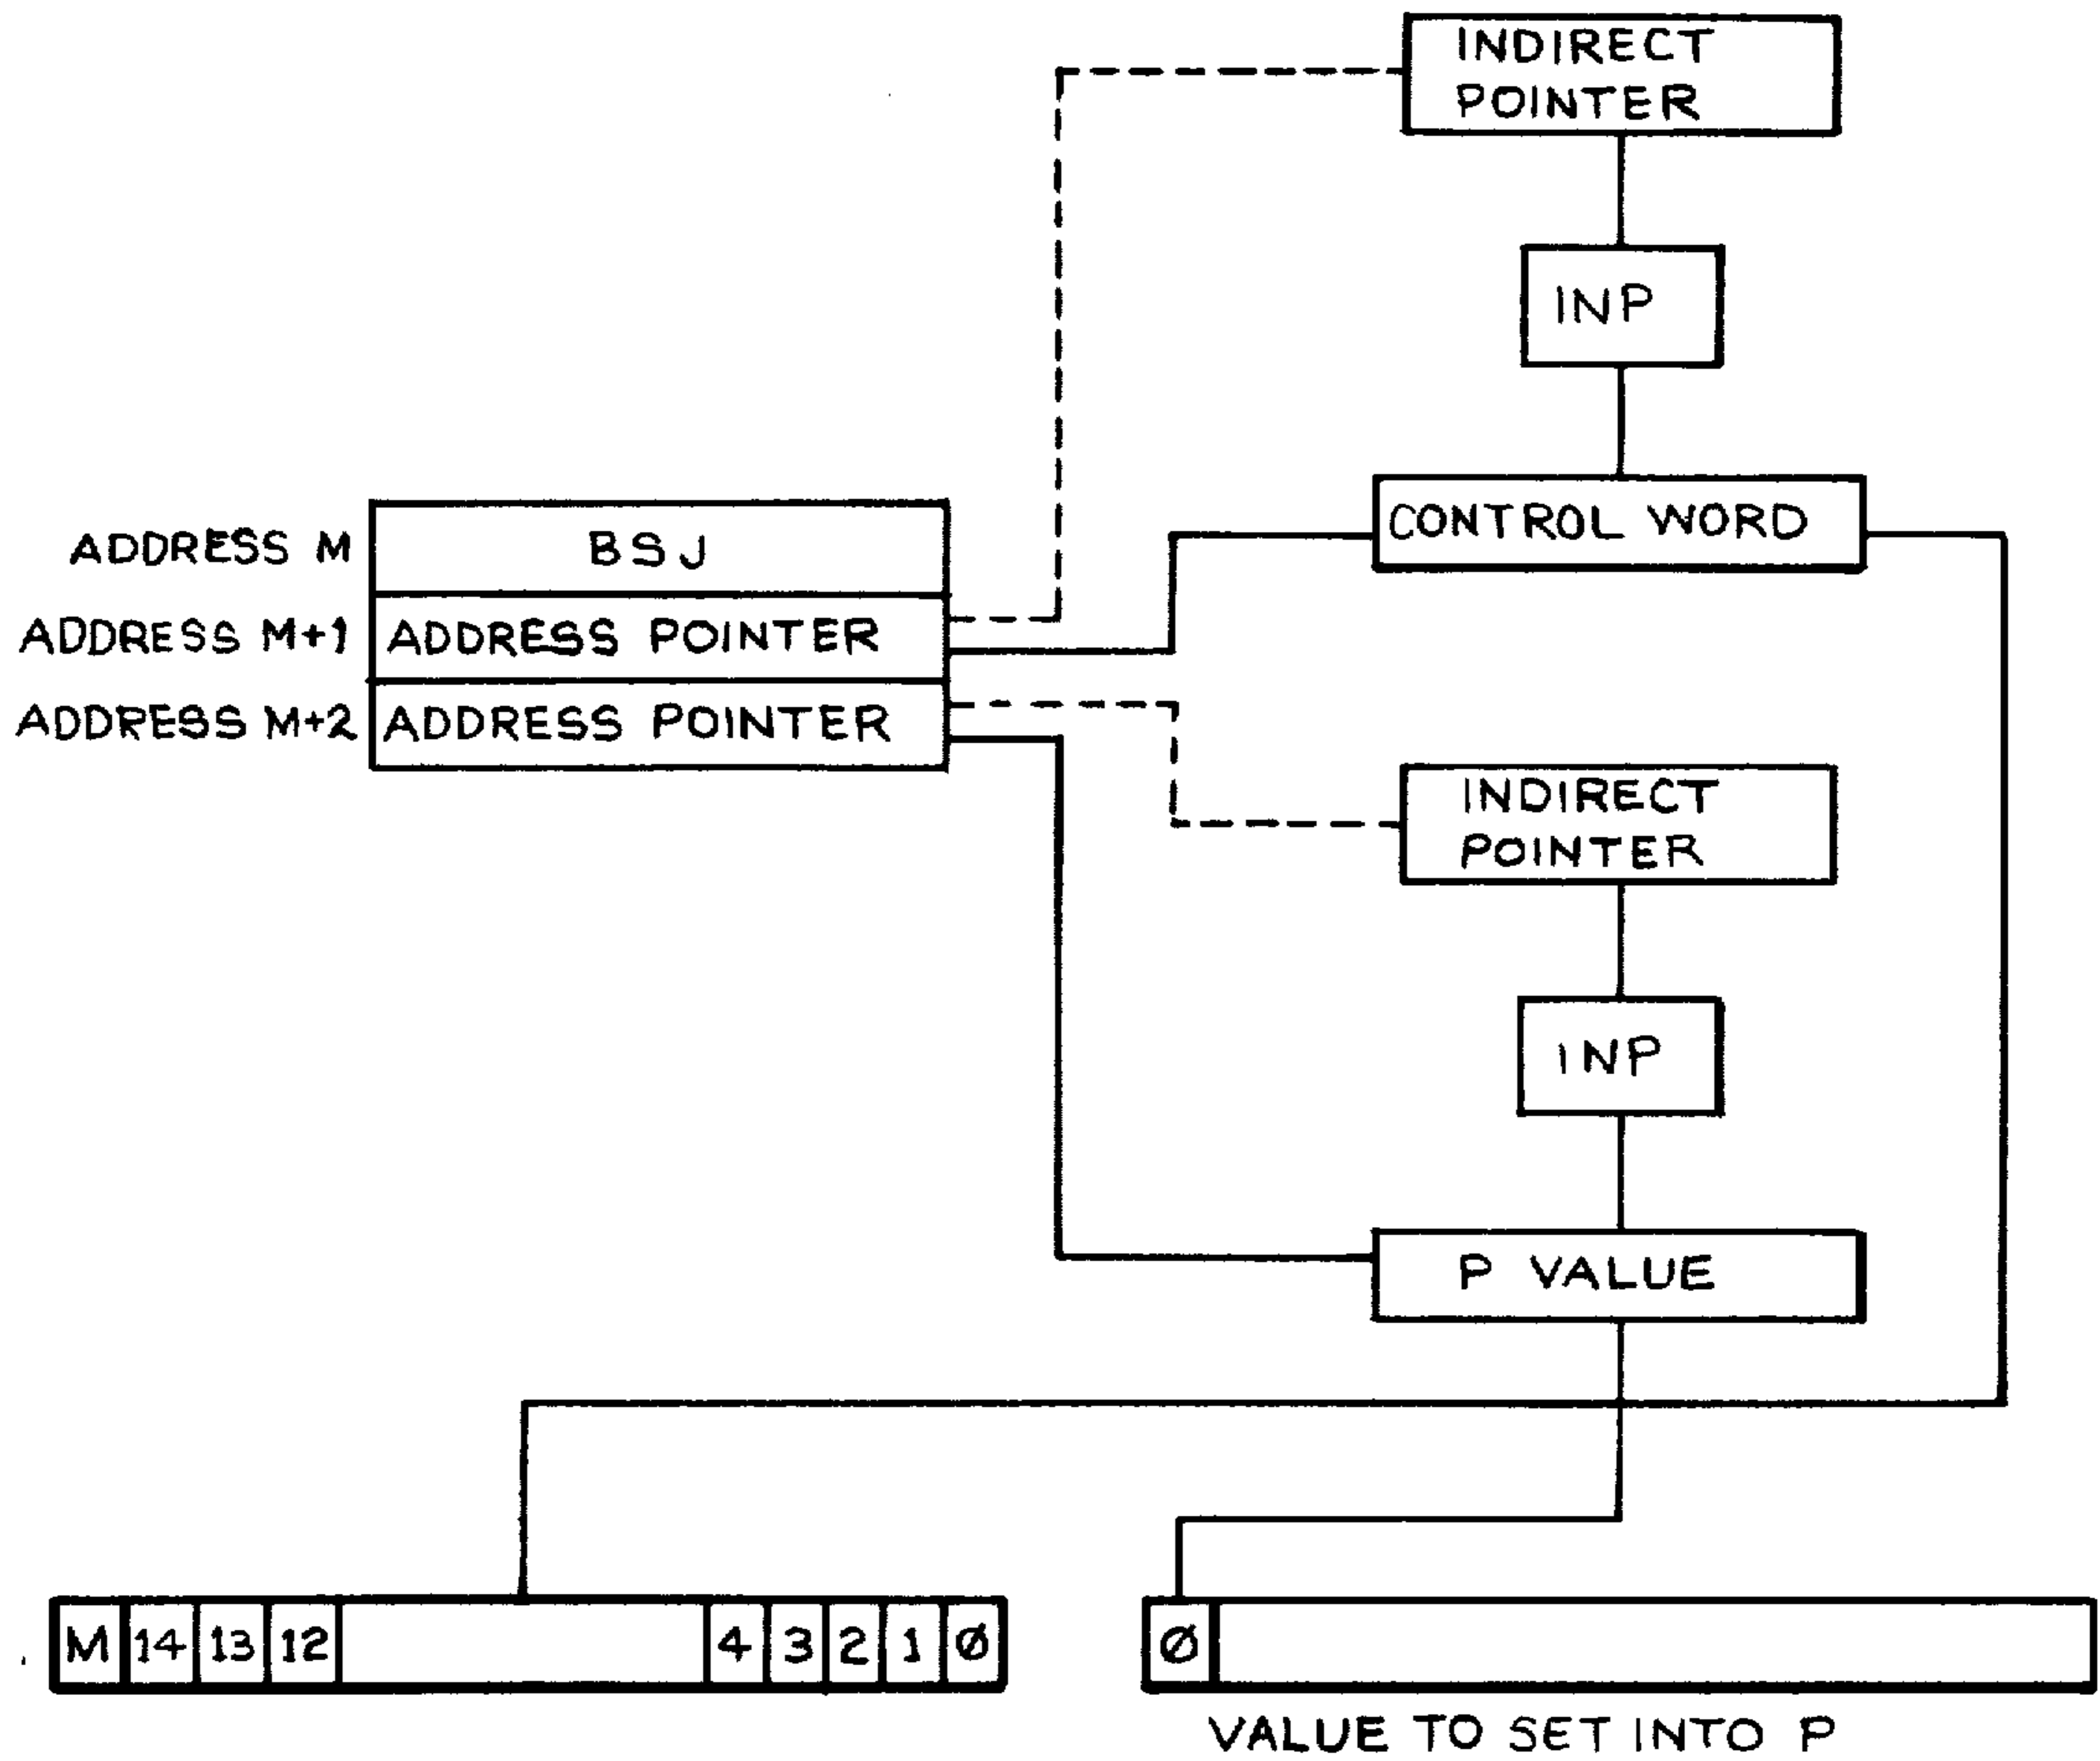 INDIRECT
POINTER
INP
CONTROL WORD
ADDRESS M
BSJ
ADDRESS M+1
ADDRESS POINTER
ADDRESS M+2
ADDRESS POINTER
INDIRECT
POINTER
INP
P VALUE
M 14 13 12 4 3 2 1 Ø
Ø
VALUE TO SET INTO P